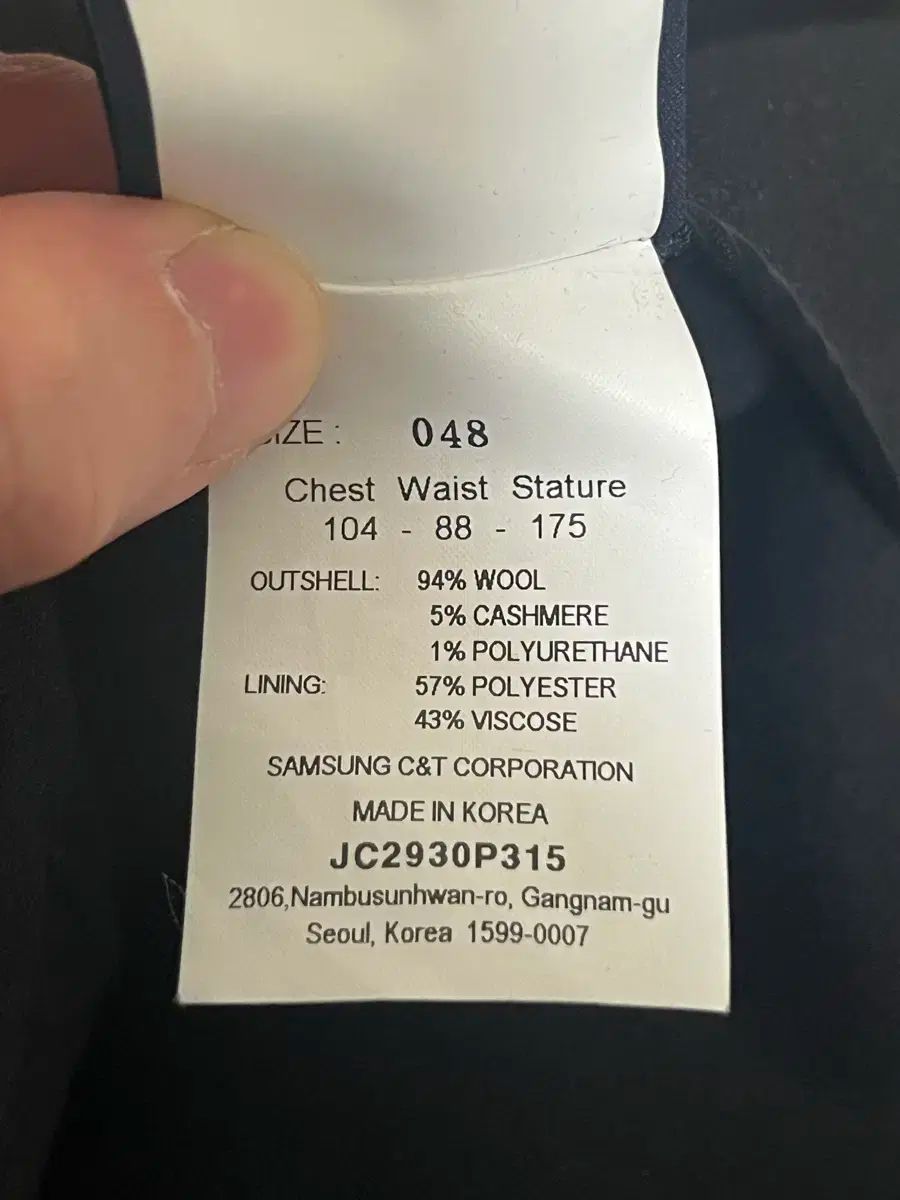 SIZE : 048
Chest Waist Stature
104 - 88 - 175
OUTSHELL: 94% WOOL
5% CASHMERE
1% POLYURETHANE
LINING: 57% POLYESTER
43% VISCOSE
SAMSUNG C&T CORPORATION
MADE IN KOREA
JC2930P315
2806,Nambusunhwan-ro, Gangnam-gu
Seoul, Korea 1599-0007